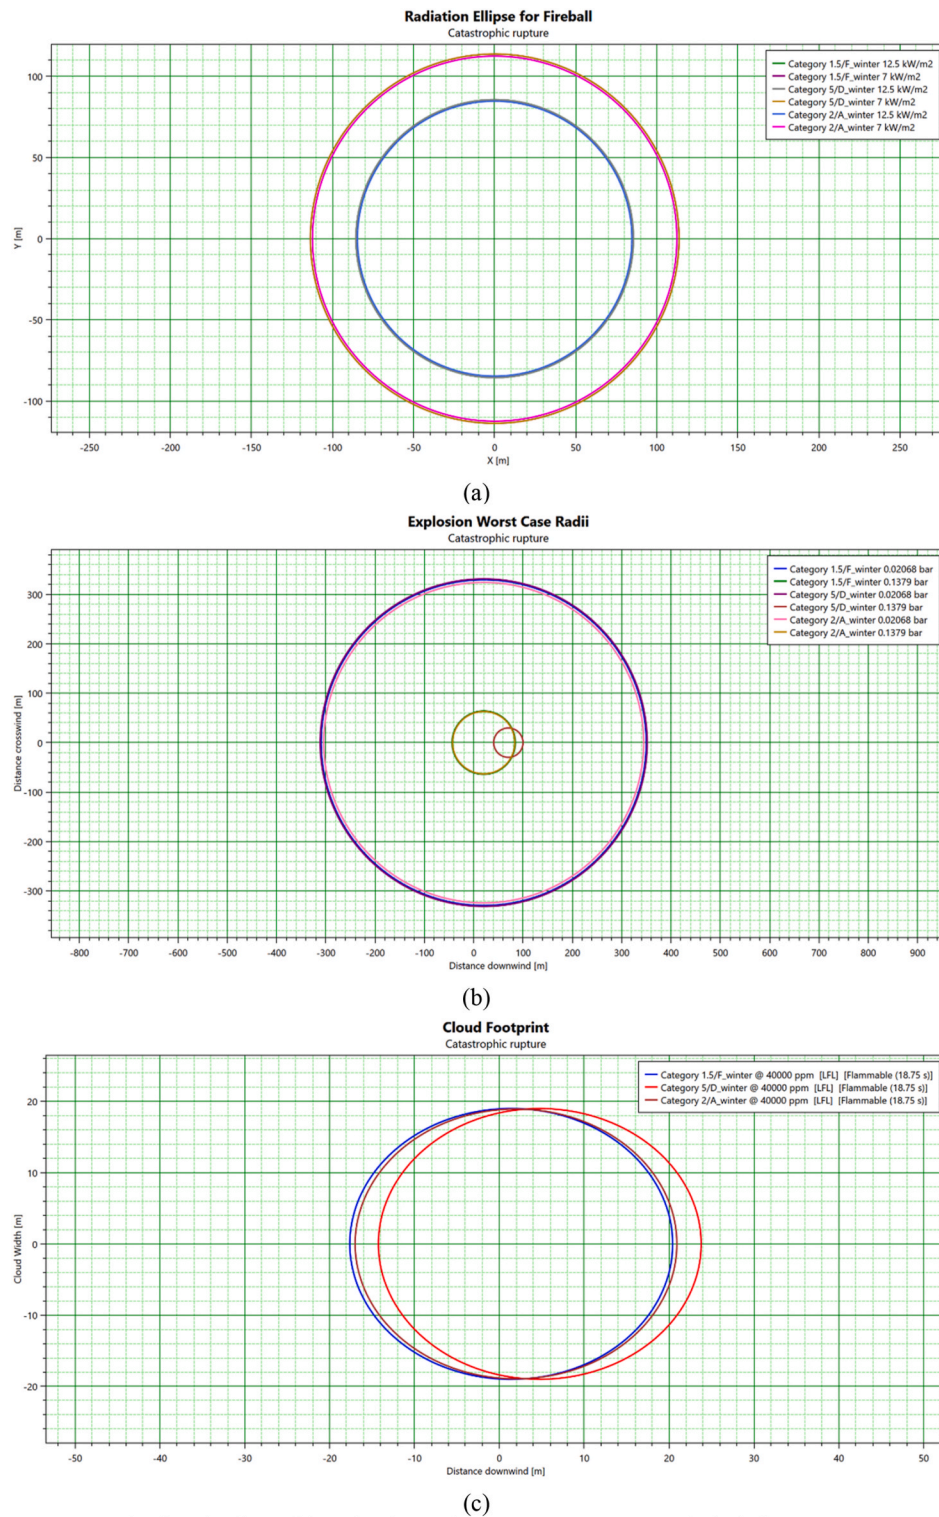 Radiation Ellipse for Fireball
Catastrophic rupture
Category 1.5/F_winter 12.5 kW/m2
Category 1.5/F_winter 7 kW/m2
Category 5/D_winter 12.5 kW/m2
Category 5/D_winter 7 kW/m2
Category 2/A_winter 12.5 kW/m2
Category 2/A_winter 7 kW/m2
100
50
0
-50
-100
Y [m]
-250 -200 -150 -100 -50 0 50 100 150 200 250
X [m]
(a)
Explosion Worst Case Radii
Catastrophic rupture
Category 1.5/F_winter 0.02068 bar
Category 1.5/F_winter 0.1379 bar
Category 5/D_winter 0.02068 bar
Category 5/D_winter 0.1379 bar
Category 2/A_winter 0.02068 bar
Category 2/A_winter 0.1379 bar
300
200
100
0
-100
-200
-300
Distance crosswind [m]
-800 -700 -600 -500 -400 -300 -200 -100 0 100 200 300 400 500 600 700 800 900
Distance downwind [m]
(b)
Cloud Footprint
Catastrophic rupture
Category 1.5/F_winter @ 40000 ppm [LFL] [Flammable (18.75 s)]
Category 5/D_winter @ 40000 ppm [LFL] [Flammable (18.75 s)]
Category 2/A_winter @ 40000 ppm [LFL] [Flammable (18.75 s)]
20
10
0
-10
-20
Cloud Width [m]
-50 -40 -30 -20 -10 0 10 20 30 40 50
Distance downwind [m]
(c)